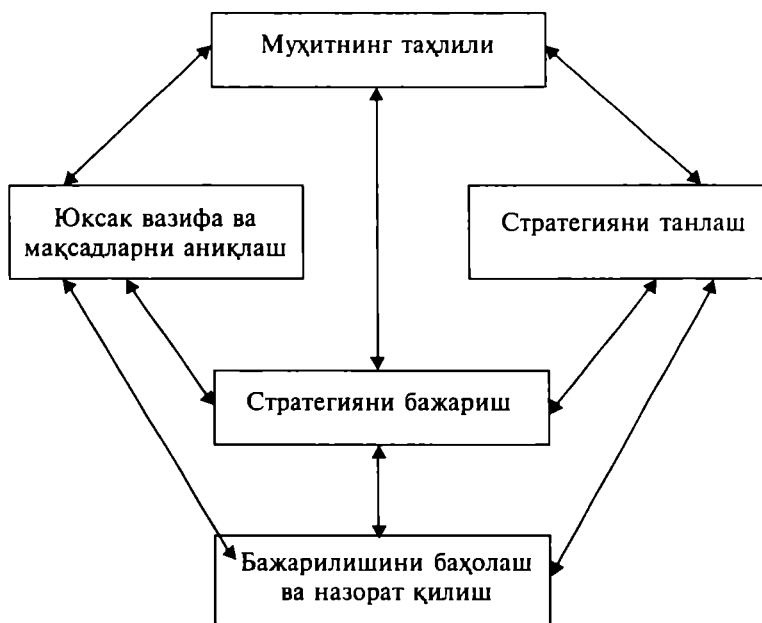 Муҳитнинг таҳлили
Юксак вазифа ва
мақсадларни аниқлаш
Стратегияни танлаш
Стратегияни бажариш
Бажарилишини баҳолаш
ва назорат қилиш